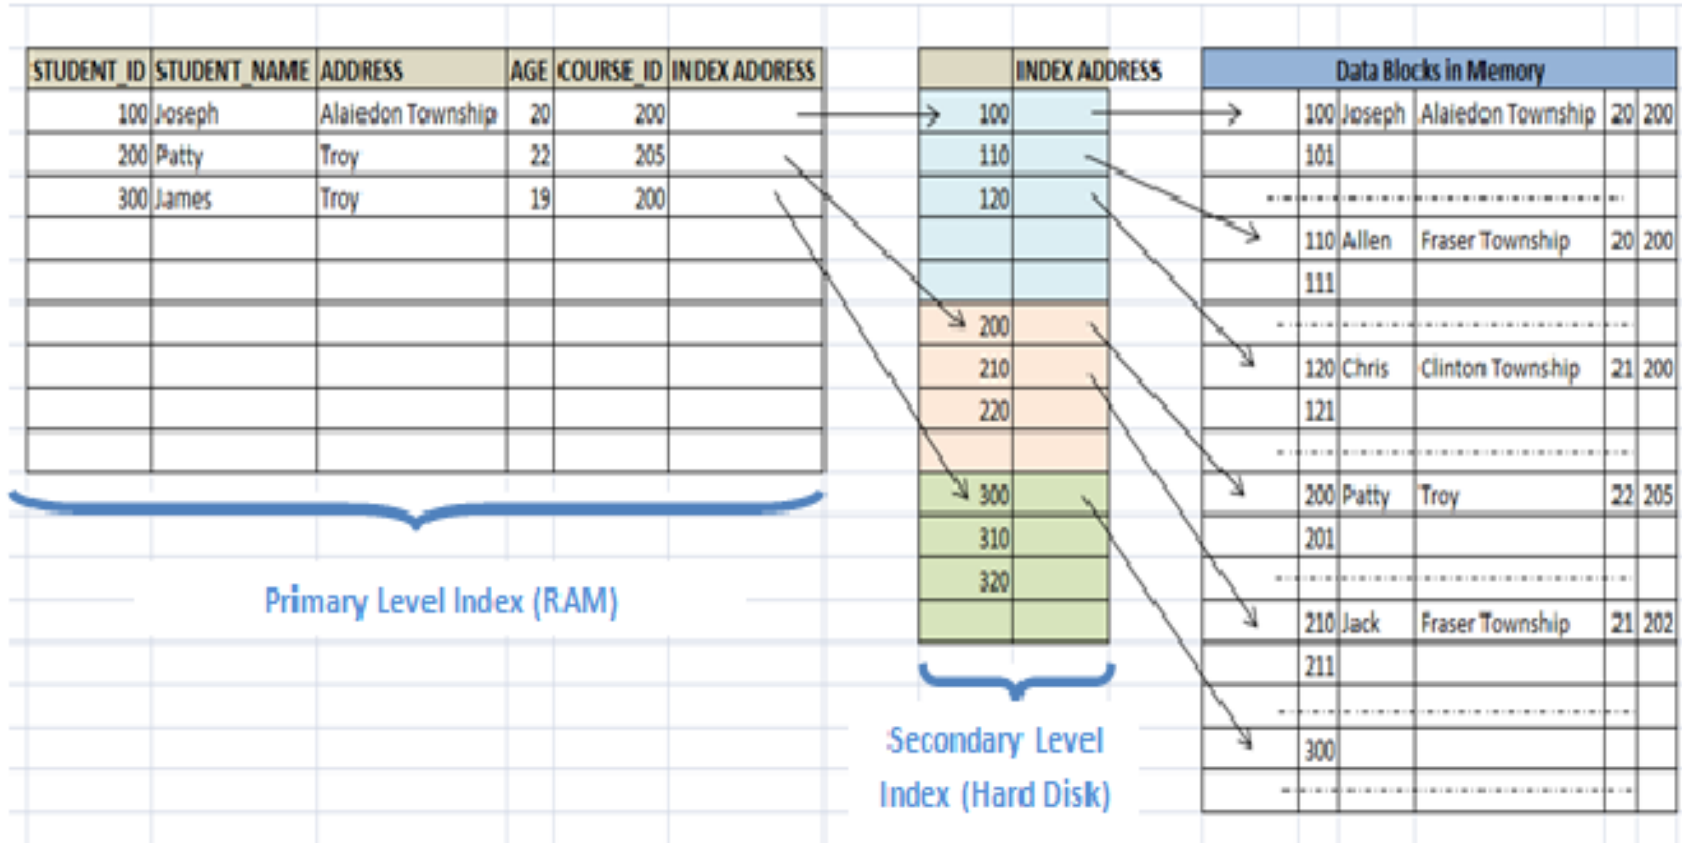 STUDENT_ID STUDENT_NAME ADDRESS AGE COURSE_ID INDEX ADDRESS
100 Joseph Alaiedon Township 20 200
200 Patty Troy 22 205
300 James Troy 19 200
Primary Level Index (RAM)
INDEX ADDRESS
100
110
120
200
210
220
300
310
320
Secondary Level
Index (Hard Disk)
Data Blocks in Memory
100 Joseph Alaiedon Township 20 200
101
110 Allen Fraser Township 20 200
111
120 Chris Clinton Township 21 200
121
200 Patty Troy 22 205
201
210 Jack Fraser Township 21 202
211
300